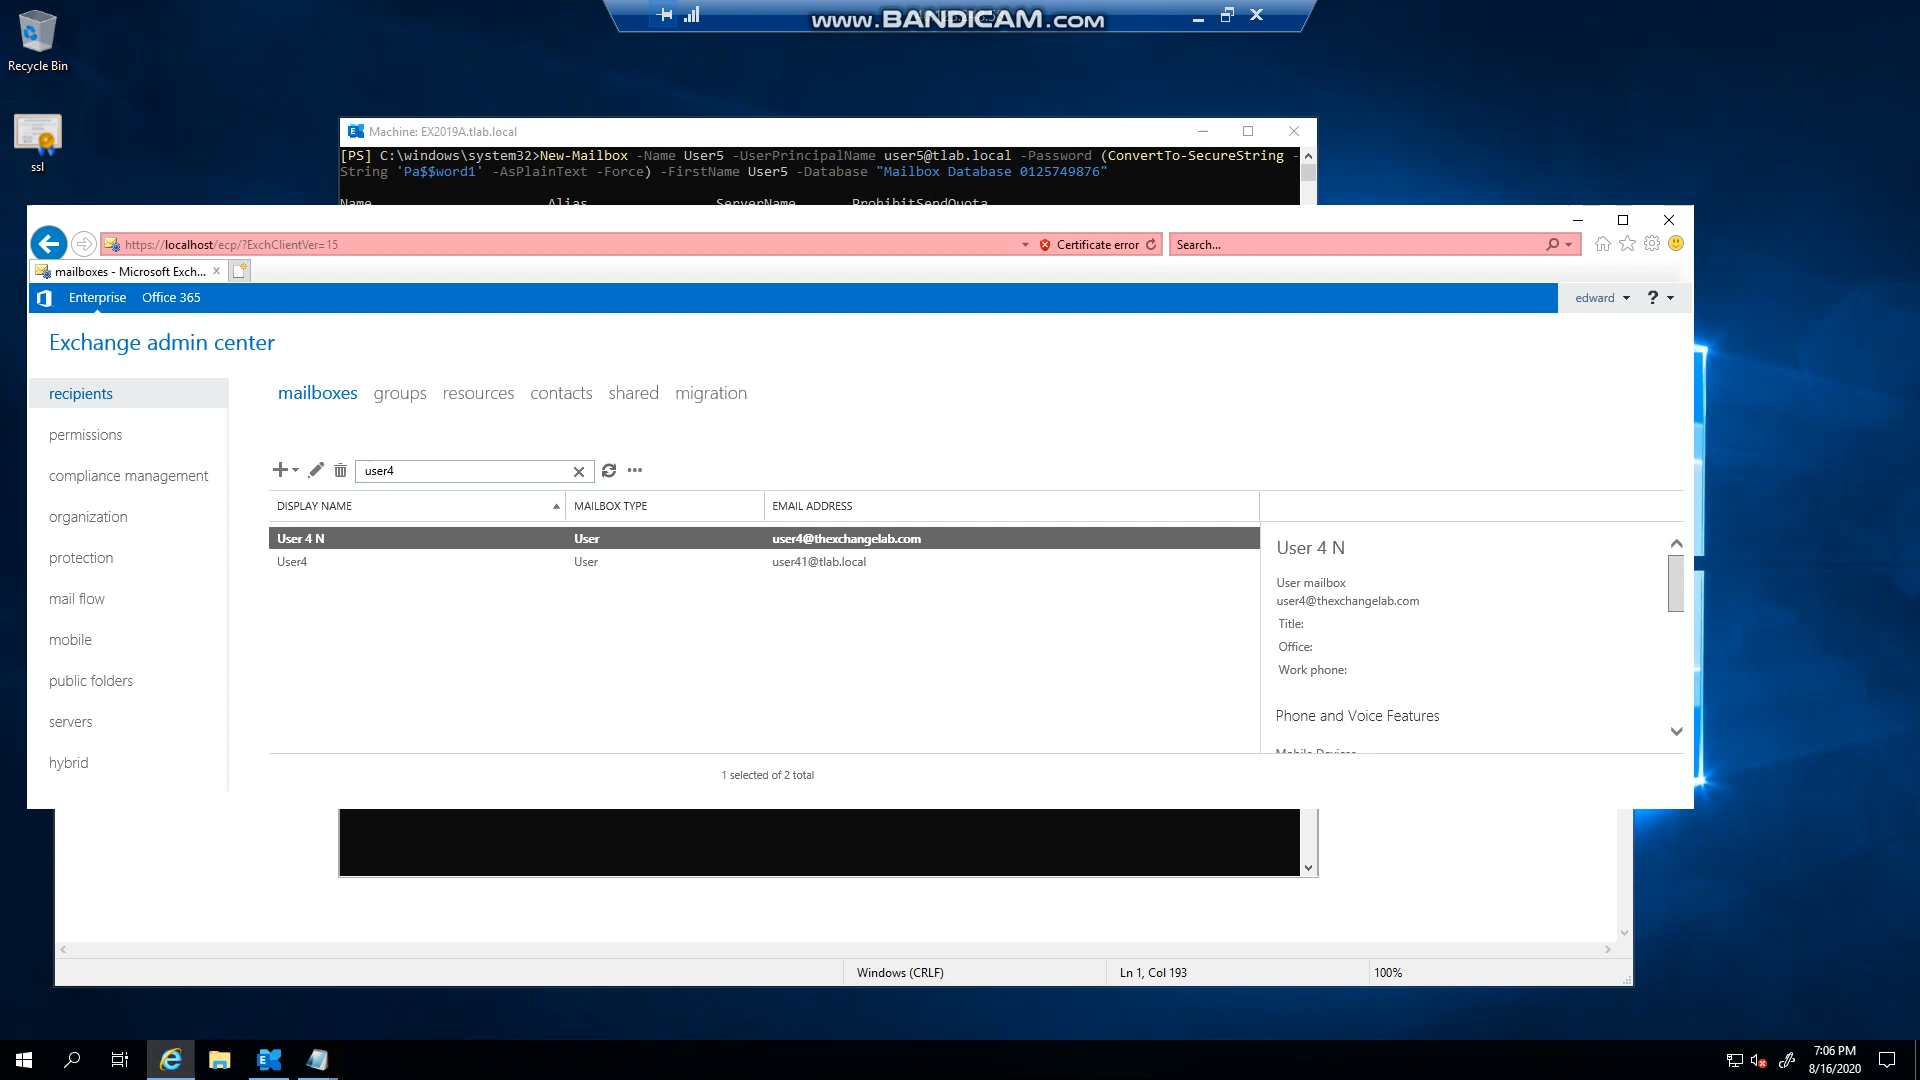 www.BANDICAM.com
Recycle Bin
ssl
Machine: EX2019A.tlab.local
[PS] C:\windows\system32>New-Mailbox -Name User5 -UserPrincipalName user5@tlab.local -Password (ConvertTo-SecureString -
String 'Pa$$word1' -AsPlainText -Force) -FirstName User5 -Database "Mailbox Database 0125749876"
Name Alias ServerName ProhibitSendQuota
https://localhost/ecp/?ExchClientVer=15
Certificate error
Search...
mailboxes - Microsoft Exch...
Enterprise Office 365
edward ?
Exchange admin center
recipients
permissions
compliance management
organization
protection
mail flow
mobile
public folders
servers
hybrid
mailboxes groups resources contacts shared migration
user4
DISPLAY NAME MAILBOX TYPE EMAIL ADDRESS
User 4 N User user4@thexchangelab.com
User4 User user41@tlab.local
User 4 N
User mailbox
user4@thexchangelab.com
Title:
Office:
Work phone:
Phone and Voice Features
Mobile Devices
1 selected of 2 total
Windows (CRLF)
Ln 1, Col 193
100%
7:06 PM
8/16/2020